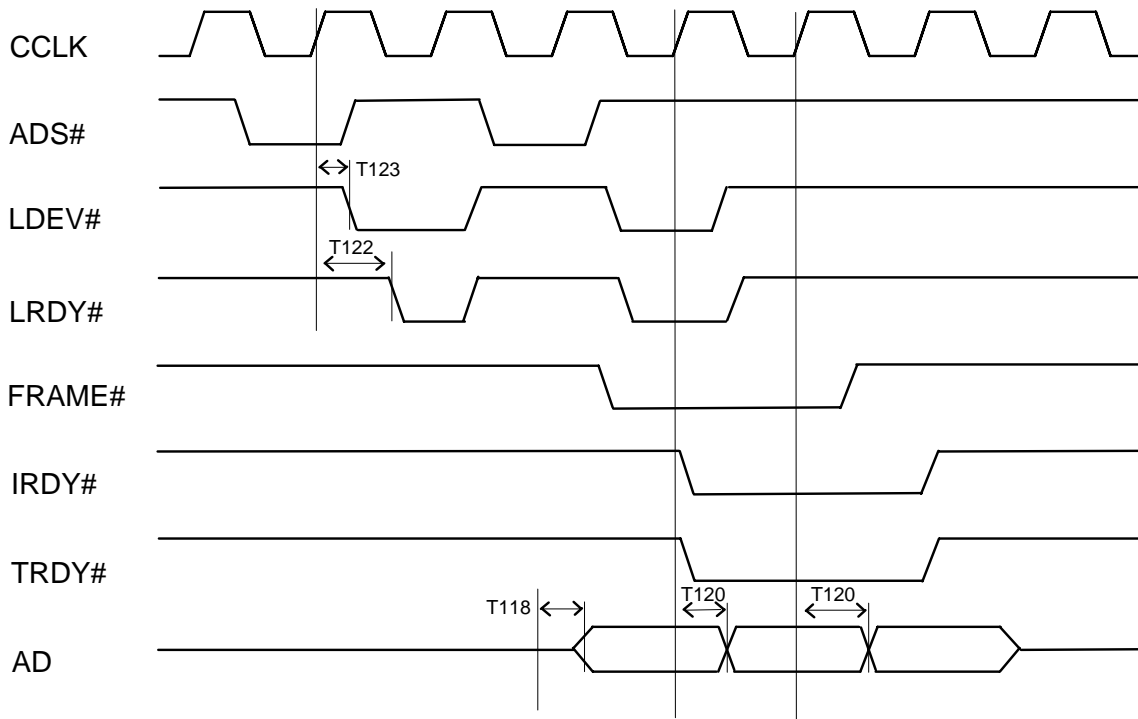 CCLK
ADS#
T123
LDEV#
T122
LRDY#
FRAME#
IRDY#
TRDY#
T118
T120
T120
AD